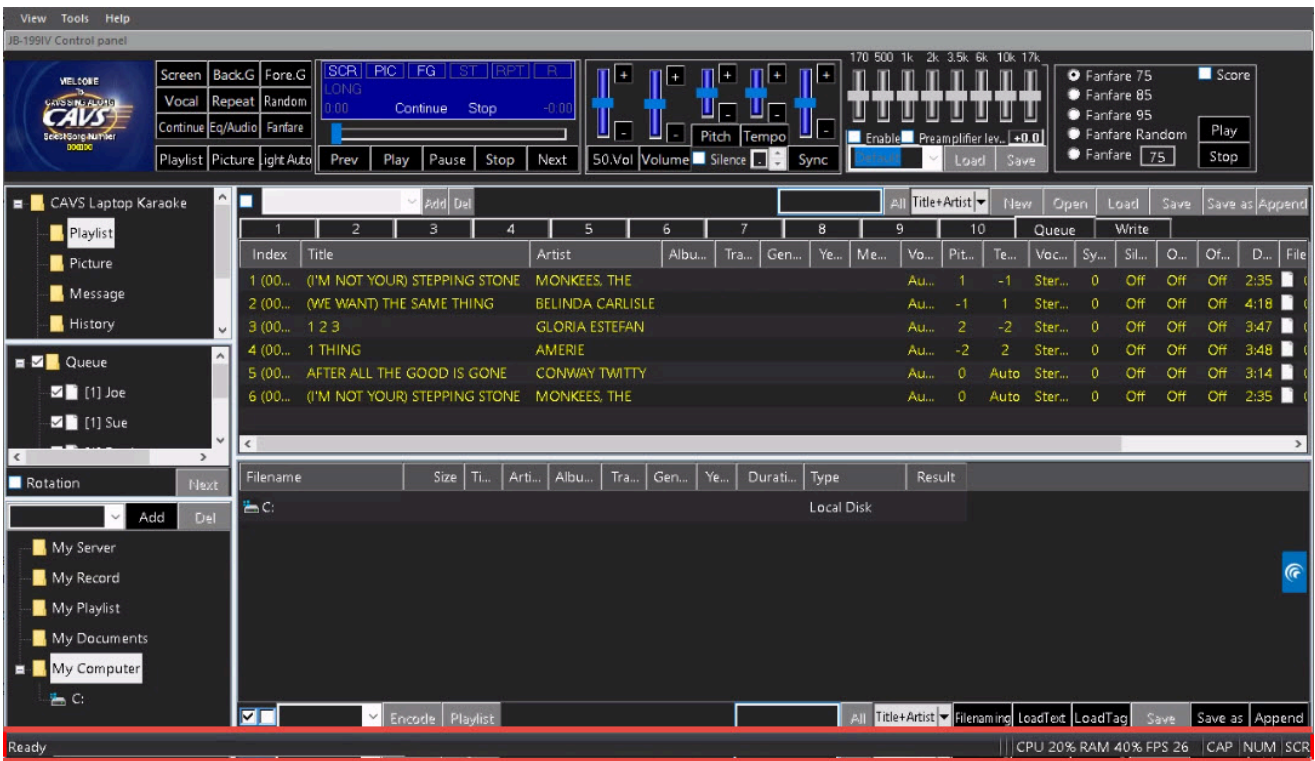 View Tools Help
JB-199IV Control panel
WELCOME
To
CAVS SING ALONG
CAVS
Select Song Number
000000
Screen Back.G Fore.G
Vocal Repeat Random
Continue Eq/Audio Fanfare
Playlist Picture ight Auto
SCR PIC FG ST RPT R
LONG
0:00 Continue Stop -0:00
Prev Play Pause Stop Next
+ + + + +
- - - - -
Pitch Tempo
50.Vol Volume Silence . Sync
170 500 1k 2k 3.5k 6k 10k 17k
Enable Preamplifier lev.. +0.0
Default Load Save
Fanfare 75 Score
Fanfare 85
Fanfare 95
Fanfare Random Play
Fanfare 75 Stop
CAVS Laptop Karaoke
Playlist
Picture
Message
History
Queue
[1] Joe
[1] Sue
Rotation Next
Add Del
My Server
My Record
My Playlist
My Documents
My Computer
C:
Add Del All Title+Artist New Open Load Save Save as Append
1 2 3 4 5 6 7 8 9 10 Queue Write
Index Title Artist Albu... Tra... Gen... Ye... Me... Vo... Pit... Te... Voc... Sy... Sil... O... Of... D... File
1 (00... (I'M NOT YOUR) STEPPING STONE MONKEES, THE Au... 1 -1 Ster... 0 Off Off Off 2:35
2 (00... (WE WANT) THE SAME THING BELINDA CARLISLE Au... -1 1 Ster... 0 Off Off Off 4:18
3 (00... 1 2 3 GLORIA ESTEFAN Au... 2 -2 Ster... 0 Off Off Off 3:47
4 (00... 1 THING AMERIE Au... -2 2 Ster... 0 Off Off Off 3:48
5 (00... AFTER ALL THE GOOD IS GONE CONWAY TWITTY Au... 0 Auto Ster... 0 Off Off Off 3:14
6 (00... (I'M NOT YOUR) STEPPING STONE MONKEES, THE Au... 0 Auto Ster... 0 Off Off Off 2:35
Filename Size Ti... Arti... Albu... Tra... Gen... Ye... Durati... Type Result
C: Local Disk
Encode Playlist All Title+Artist Filenaming LoadText LoadTag Save Save as Append
Ready CPU 20% RAM 40% FPS 26 CAP NUM SCR